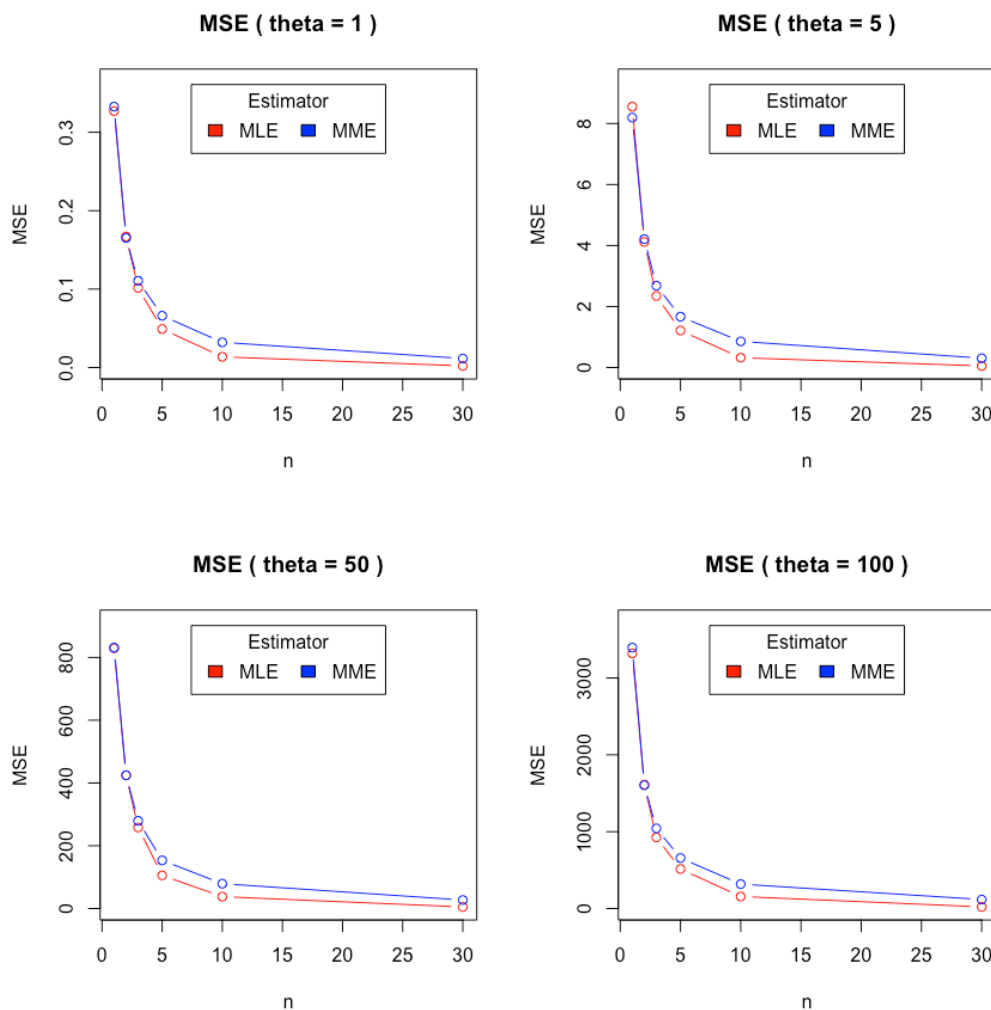 MSE ( theta = 1 )
MSE
0.0
0.1
0.2
0.3
Estimator
MLE MME
0 5 10 15 20 25 30
n
MSE ( theta = 5 )
MSE
0
2
4
6
8
Estimator
MLE MME
0 5 10 15 20 25 30
n
MSE ( theta = 50 )
MSE
0
200
400
600
800
Estimator
MLE MME
0 5 10 15 20 25 30
n
MSE ( theta = 100 )
MSE
0
1000
2000
3000
Estimator
MLE MME
0 5 10 15 20 25 30
n